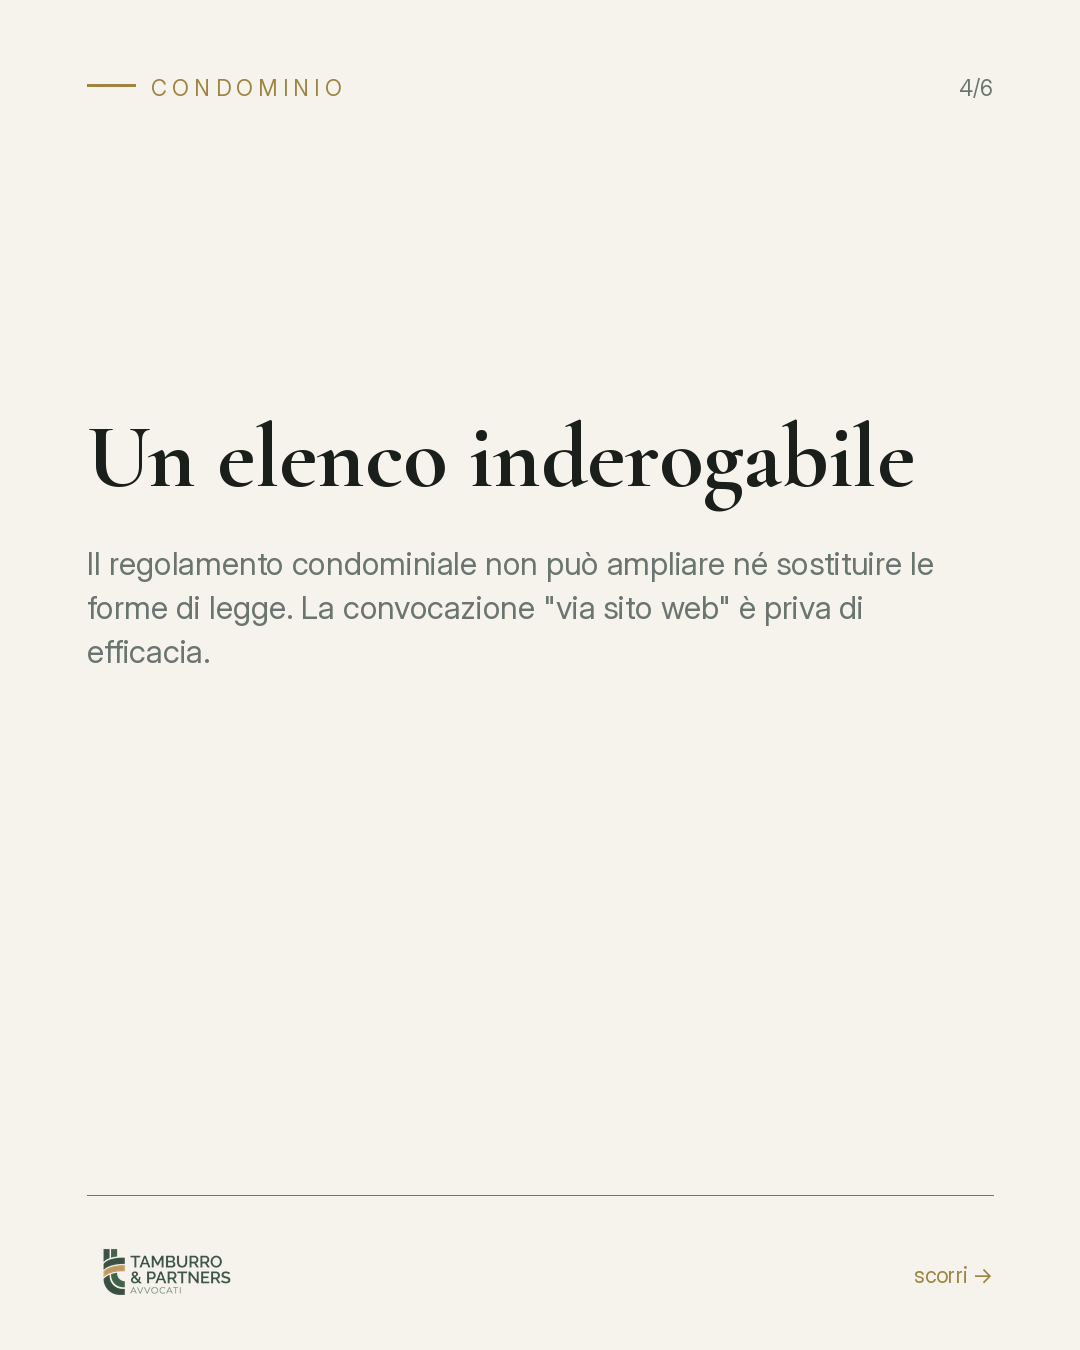 CONDOMINIO
4/6
Un elenco inderogabile
Il regolamento condominiale non può ampliare né sostituire le
forme di legge. La convocazione "via sito web" è priva di
efficacia.
TAMBURRO
& PARTNERS
AVVOCATI
scorri →